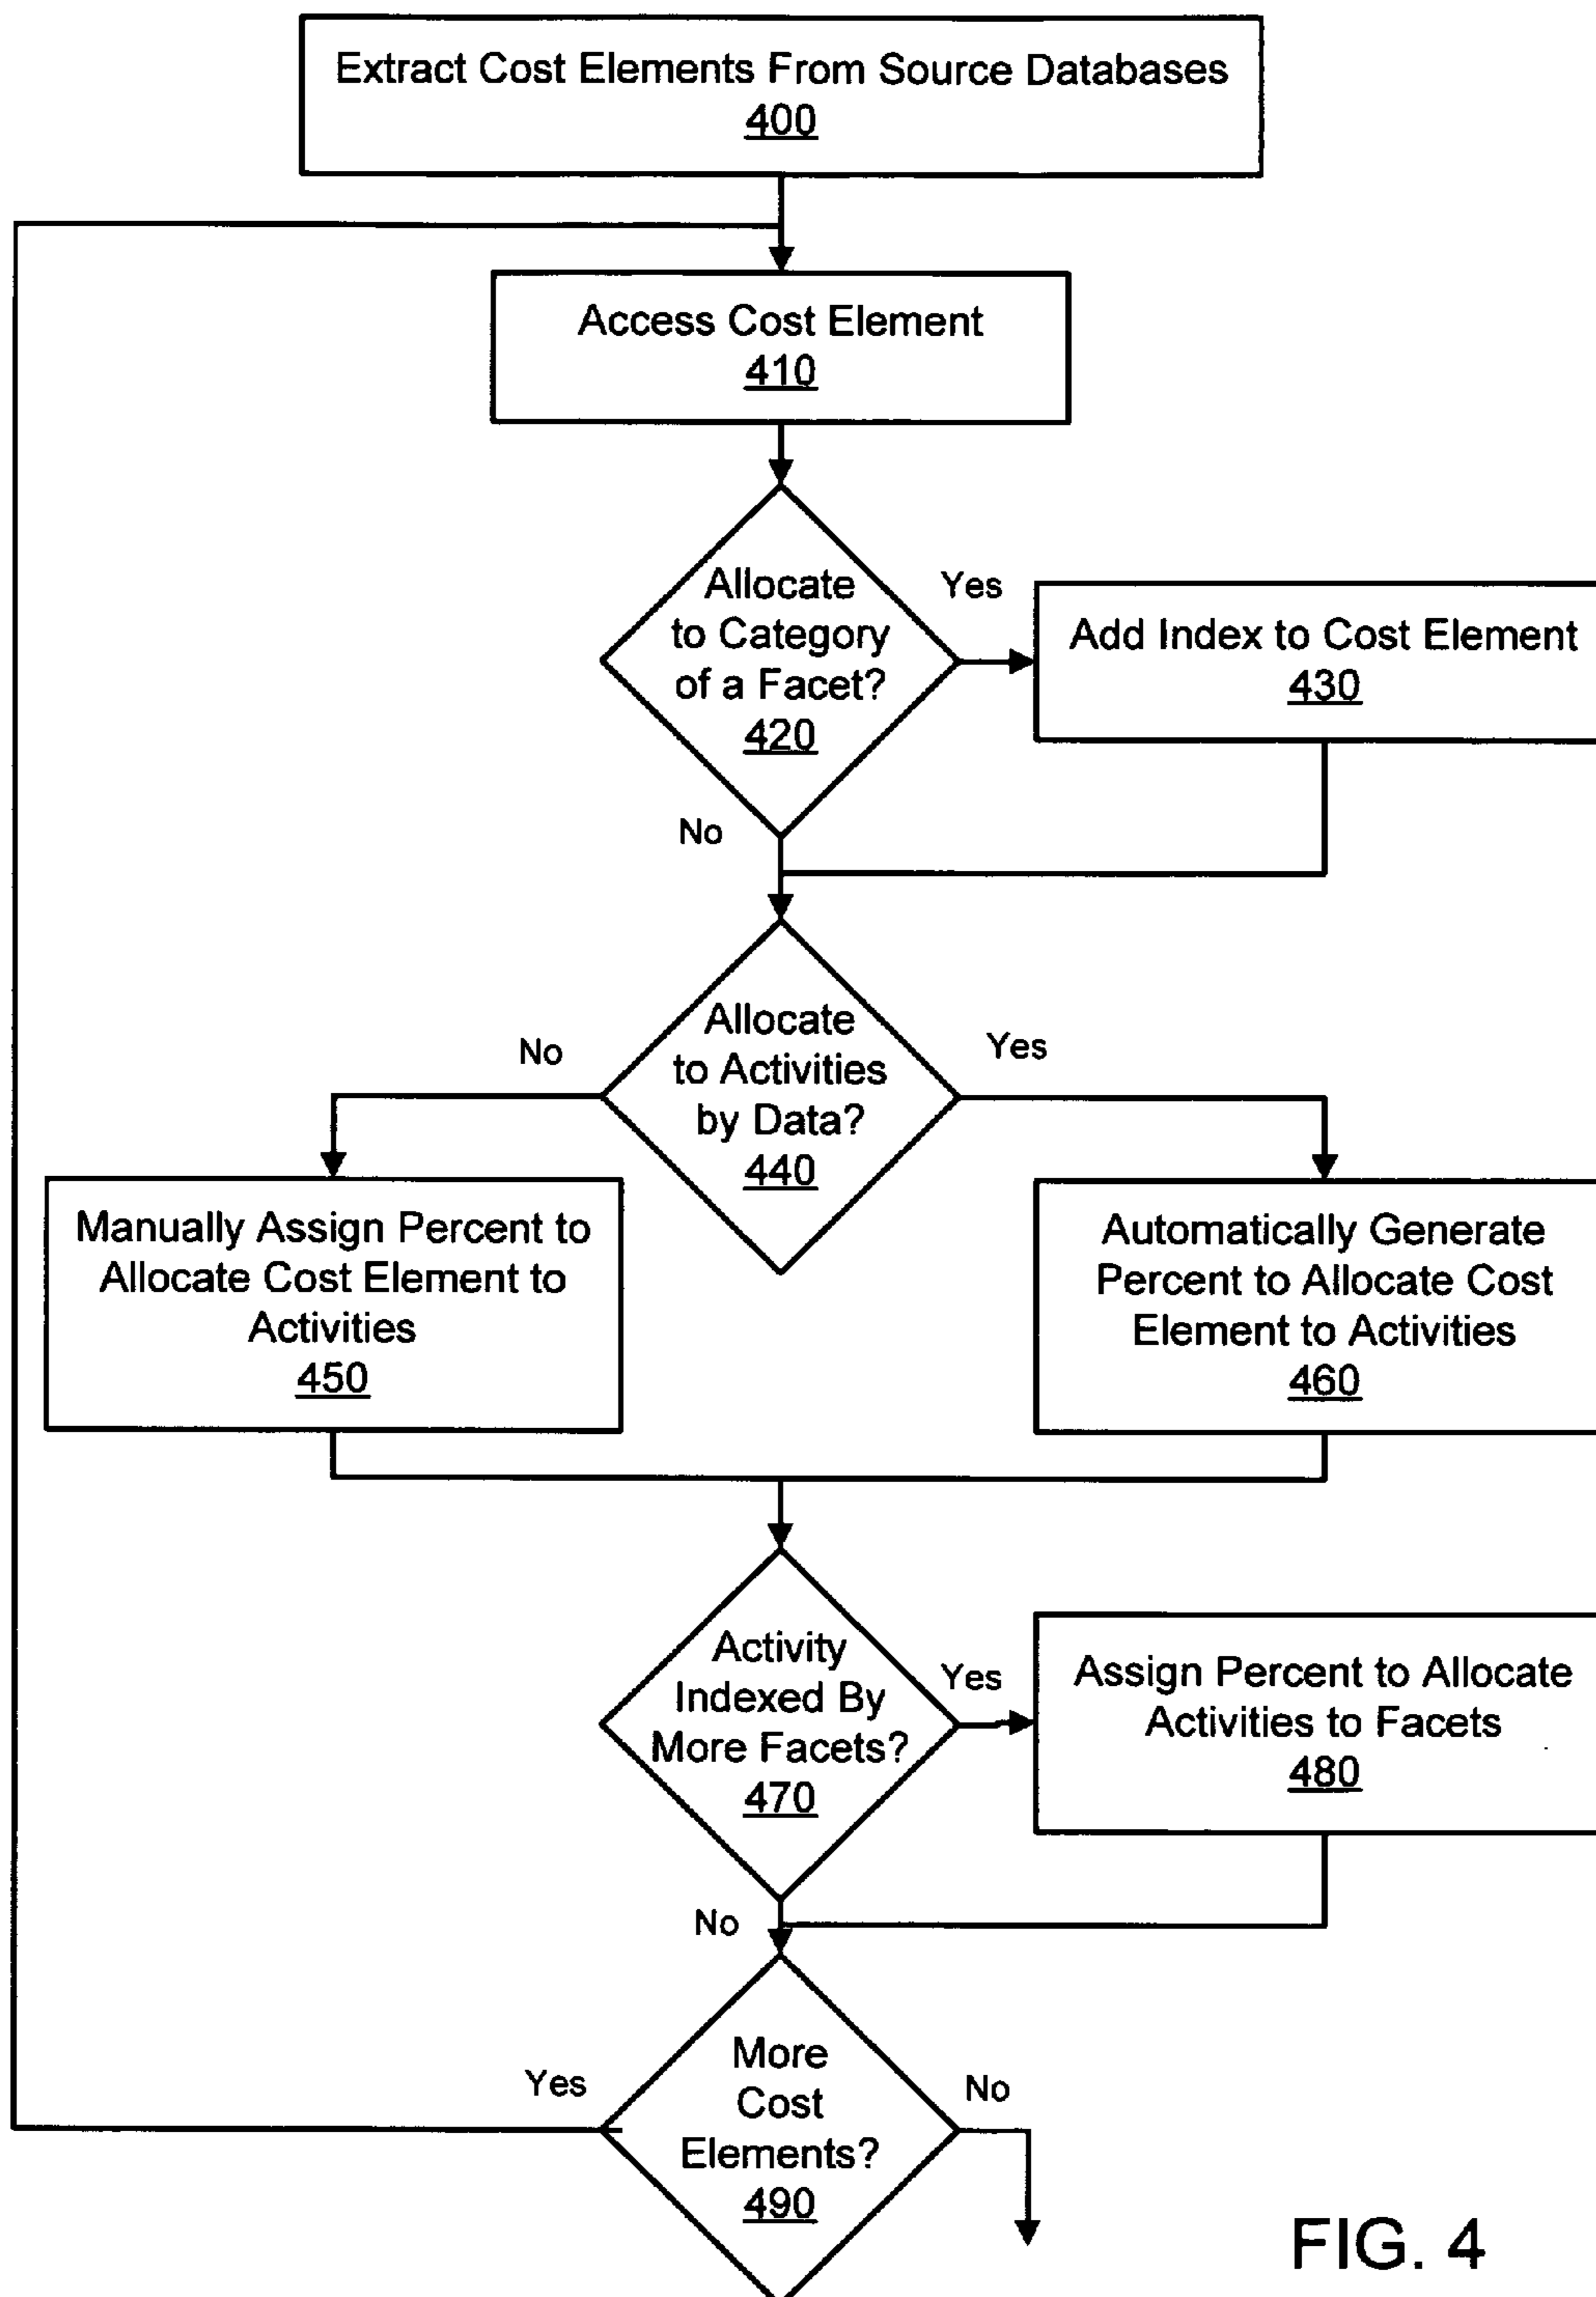 Extract Cost Elements From Source Databases
400
Access Cost Element
410
Allocate
to Category
of a Facet?
420
Yes
Add Index to Cost Element
430
No
Allocate
to Activities
by Data?
440
No
Yes
Manually Assign Percent to
Allocate Cost Element to
Activities
450
Automatically Generate
Percent to Allocate Cost
Element to Activities
460
Activity
Indexed By
More Facets?
470
Yes
Assign Percent to Allocate
Activities to Facets
480
No
More
Cost
Elements?
490
Yes
No
FIG. 4